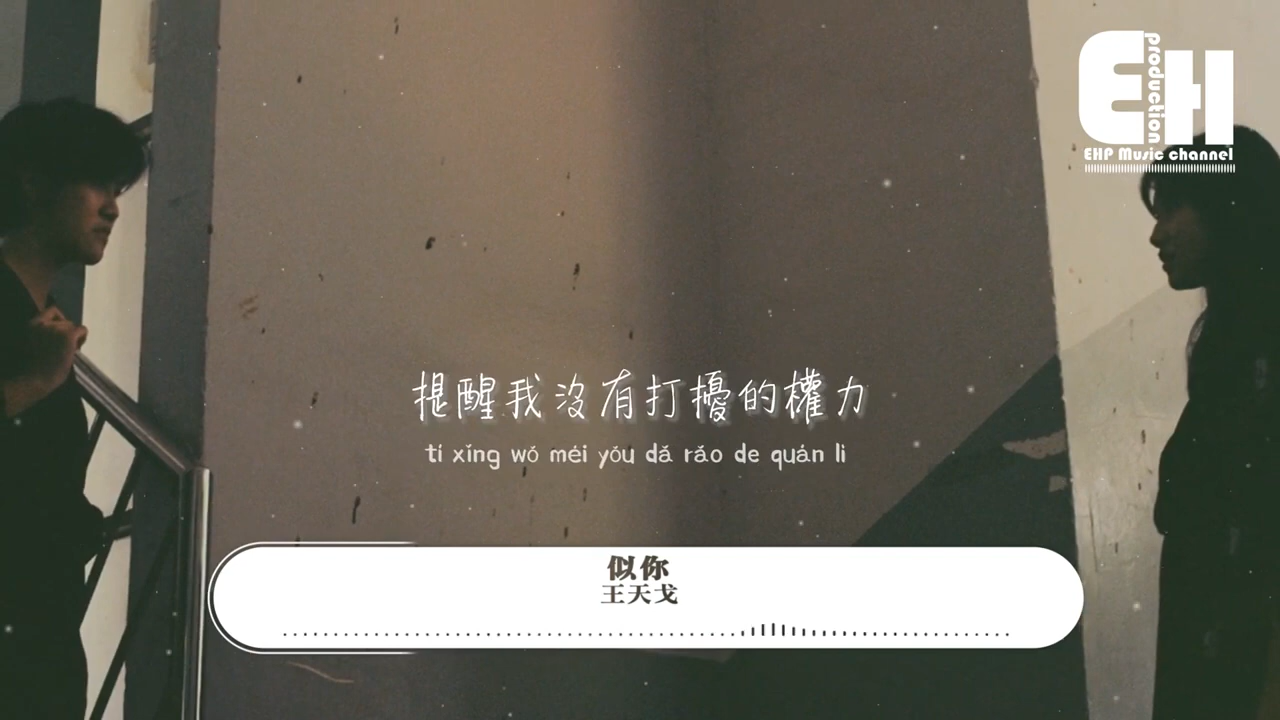 EH
production
EHP Music channel
提醒我沒有打擾的權力
tí xǐng wǒ méi yǒu dǎ rǎo de quán lì
似你
王天戈